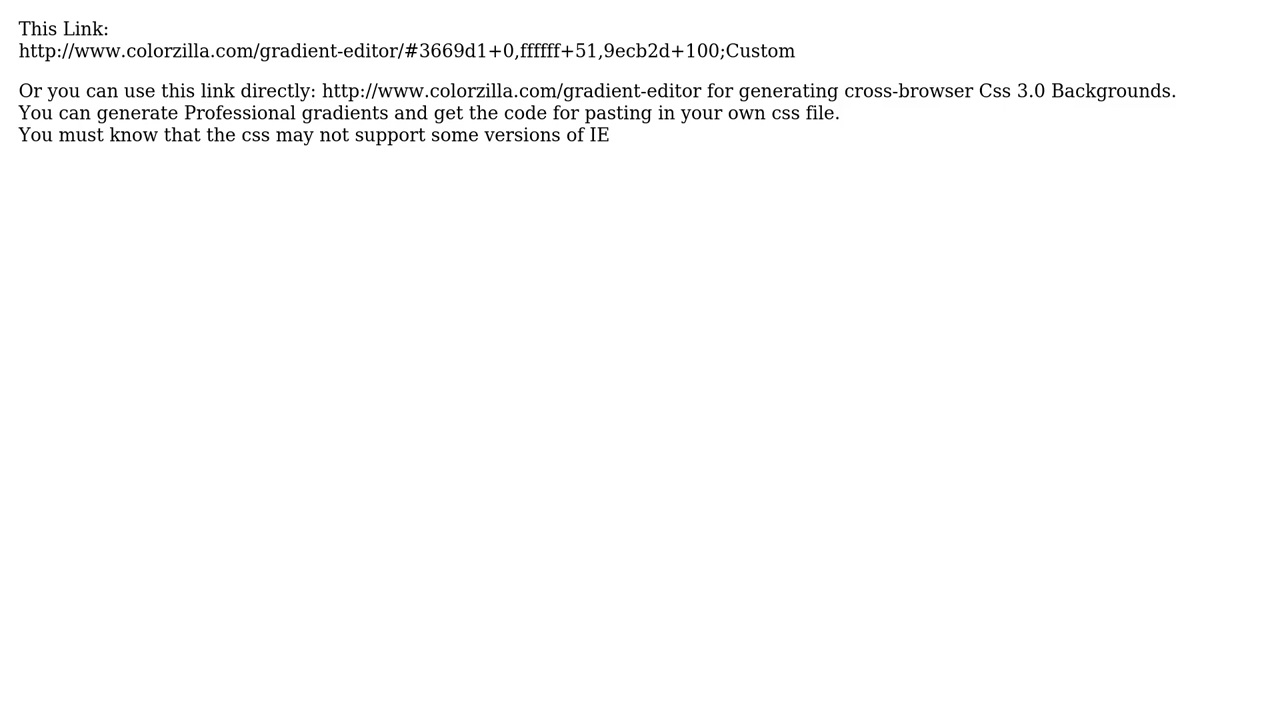 This Link:
http://www.colorzilla.com/gradient-editor/#3669d1+0,ffffff+51,9ecb2d+100;Custom
Or you can use this link directly: http://www.colorzilla.com/gradient-editor for generating cross-browser Css 3.0 Backgrounds.
You can generate Professional gradients and get the code for pasting in your own css file.
You must know that the css may not support some versions of IE